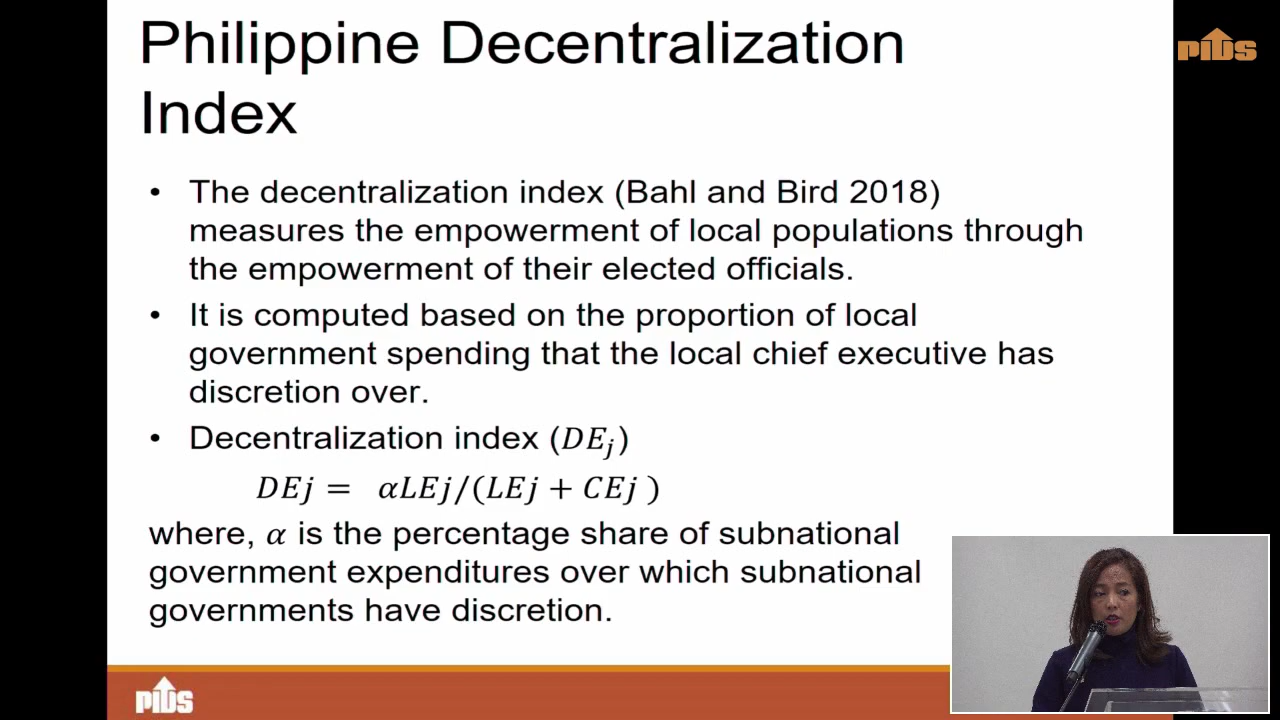 Philippine Decentralization
Index
PIDS
• The decentralization index (Bahl and Bird 2018)
measures the empowerment of local populations through
the empowerment of their elected officials.
• It is computed based on the proportion of local
government spending that the local chief executive has
discretion over.
• Decentralization index (𝐷𝐸ⱼ)
𝐷𝐸𝑗 = 𝛼𝐿𝐸𝑗/(𝐿𝐸𝑗 + 𝐶𝐸𝑗 )
where, 𝛼 is the percentage share of subnational
government expenditures over which subnational
governments have discretion.
PIDS